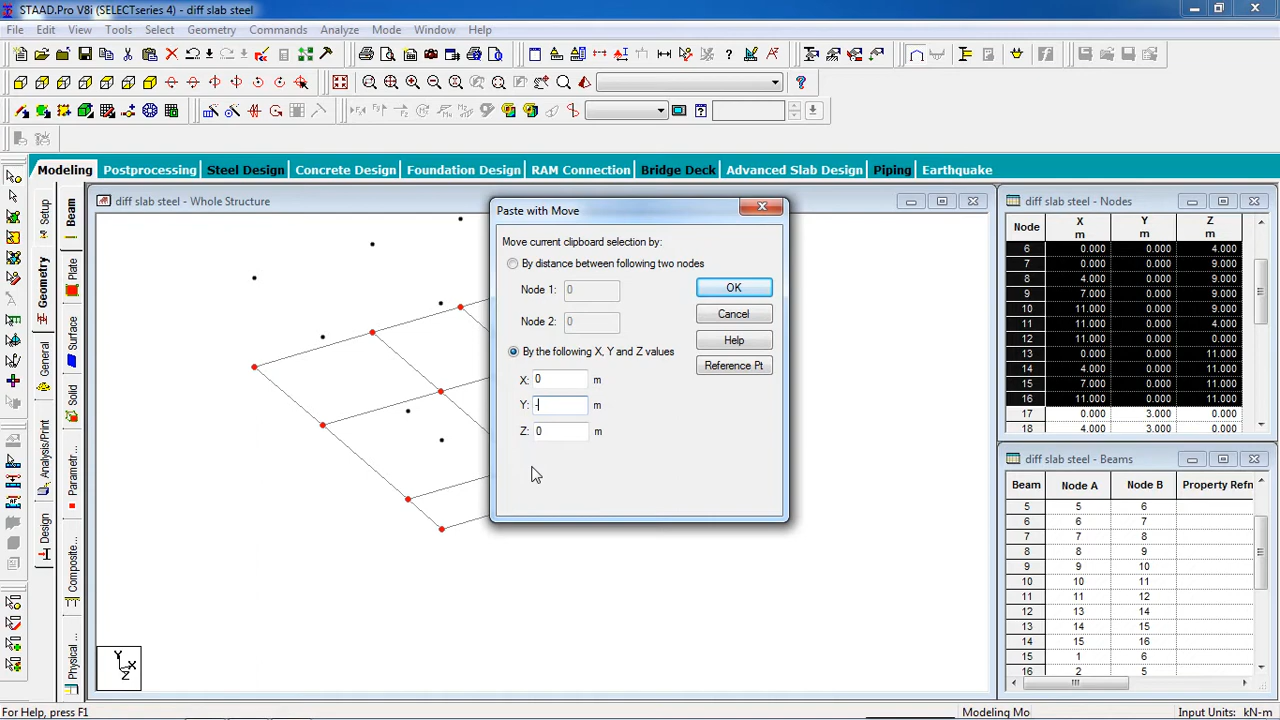 STAAD.Pro V8i (SELECTseries 4) - diff slab steel
File Edit View Tools Select Geometry Commands Analyze Mode Window Help
Modeling Postprocessing Steel Design Concrete Design Foundation Design RAM Connection Bridge Deck Advanced Slab Design Piping Earthquake
Setup
Geometry
General
Analysis/Print
Design
Beam
Plate
Surface
Solid
Parametr...
Composite...
Physical ...
diff slab steel - Whole Structure
Y
X
Z
Paste with Move
Move current clipboard selection by:
By distance between following two nodes
Node 1: 0
Node 2: 0
By the following X, Y and Z values
X: 0 m
Y: - m
Z: 0 m
OK
Cancel
Help
Reference Pt
diff slab steel - Nodes
Node X m Y m Z m
6 0.000 0.000 4.000
7 0.000 0.000 9.000
8 4.000 0.000 9.000
9 7.000 0.000 9.000
10 11.000 0.000 9.000
11 11.000 0.000 4.000
12 11.000 0.000 0.000
13 0.000 0.000 11.000
14 4.000 0.000 11.000
15 7.000 0.000 11.000
16 11.000 0.000 11.000
17 0.000 3.000 0.000
18 4.000 3.000 0.000
diff slab steel - Beams
Beam Node A Node B Property Refn
5 5 6
6 6 7
7 7 8
8 8 9
9 9 10
10 10 11
11 11 12
12 13 14
13 14 15
14 15 16
15 1 6
16 2 5
For Help, press F1
Modeling Mo
Input Units: kN-m